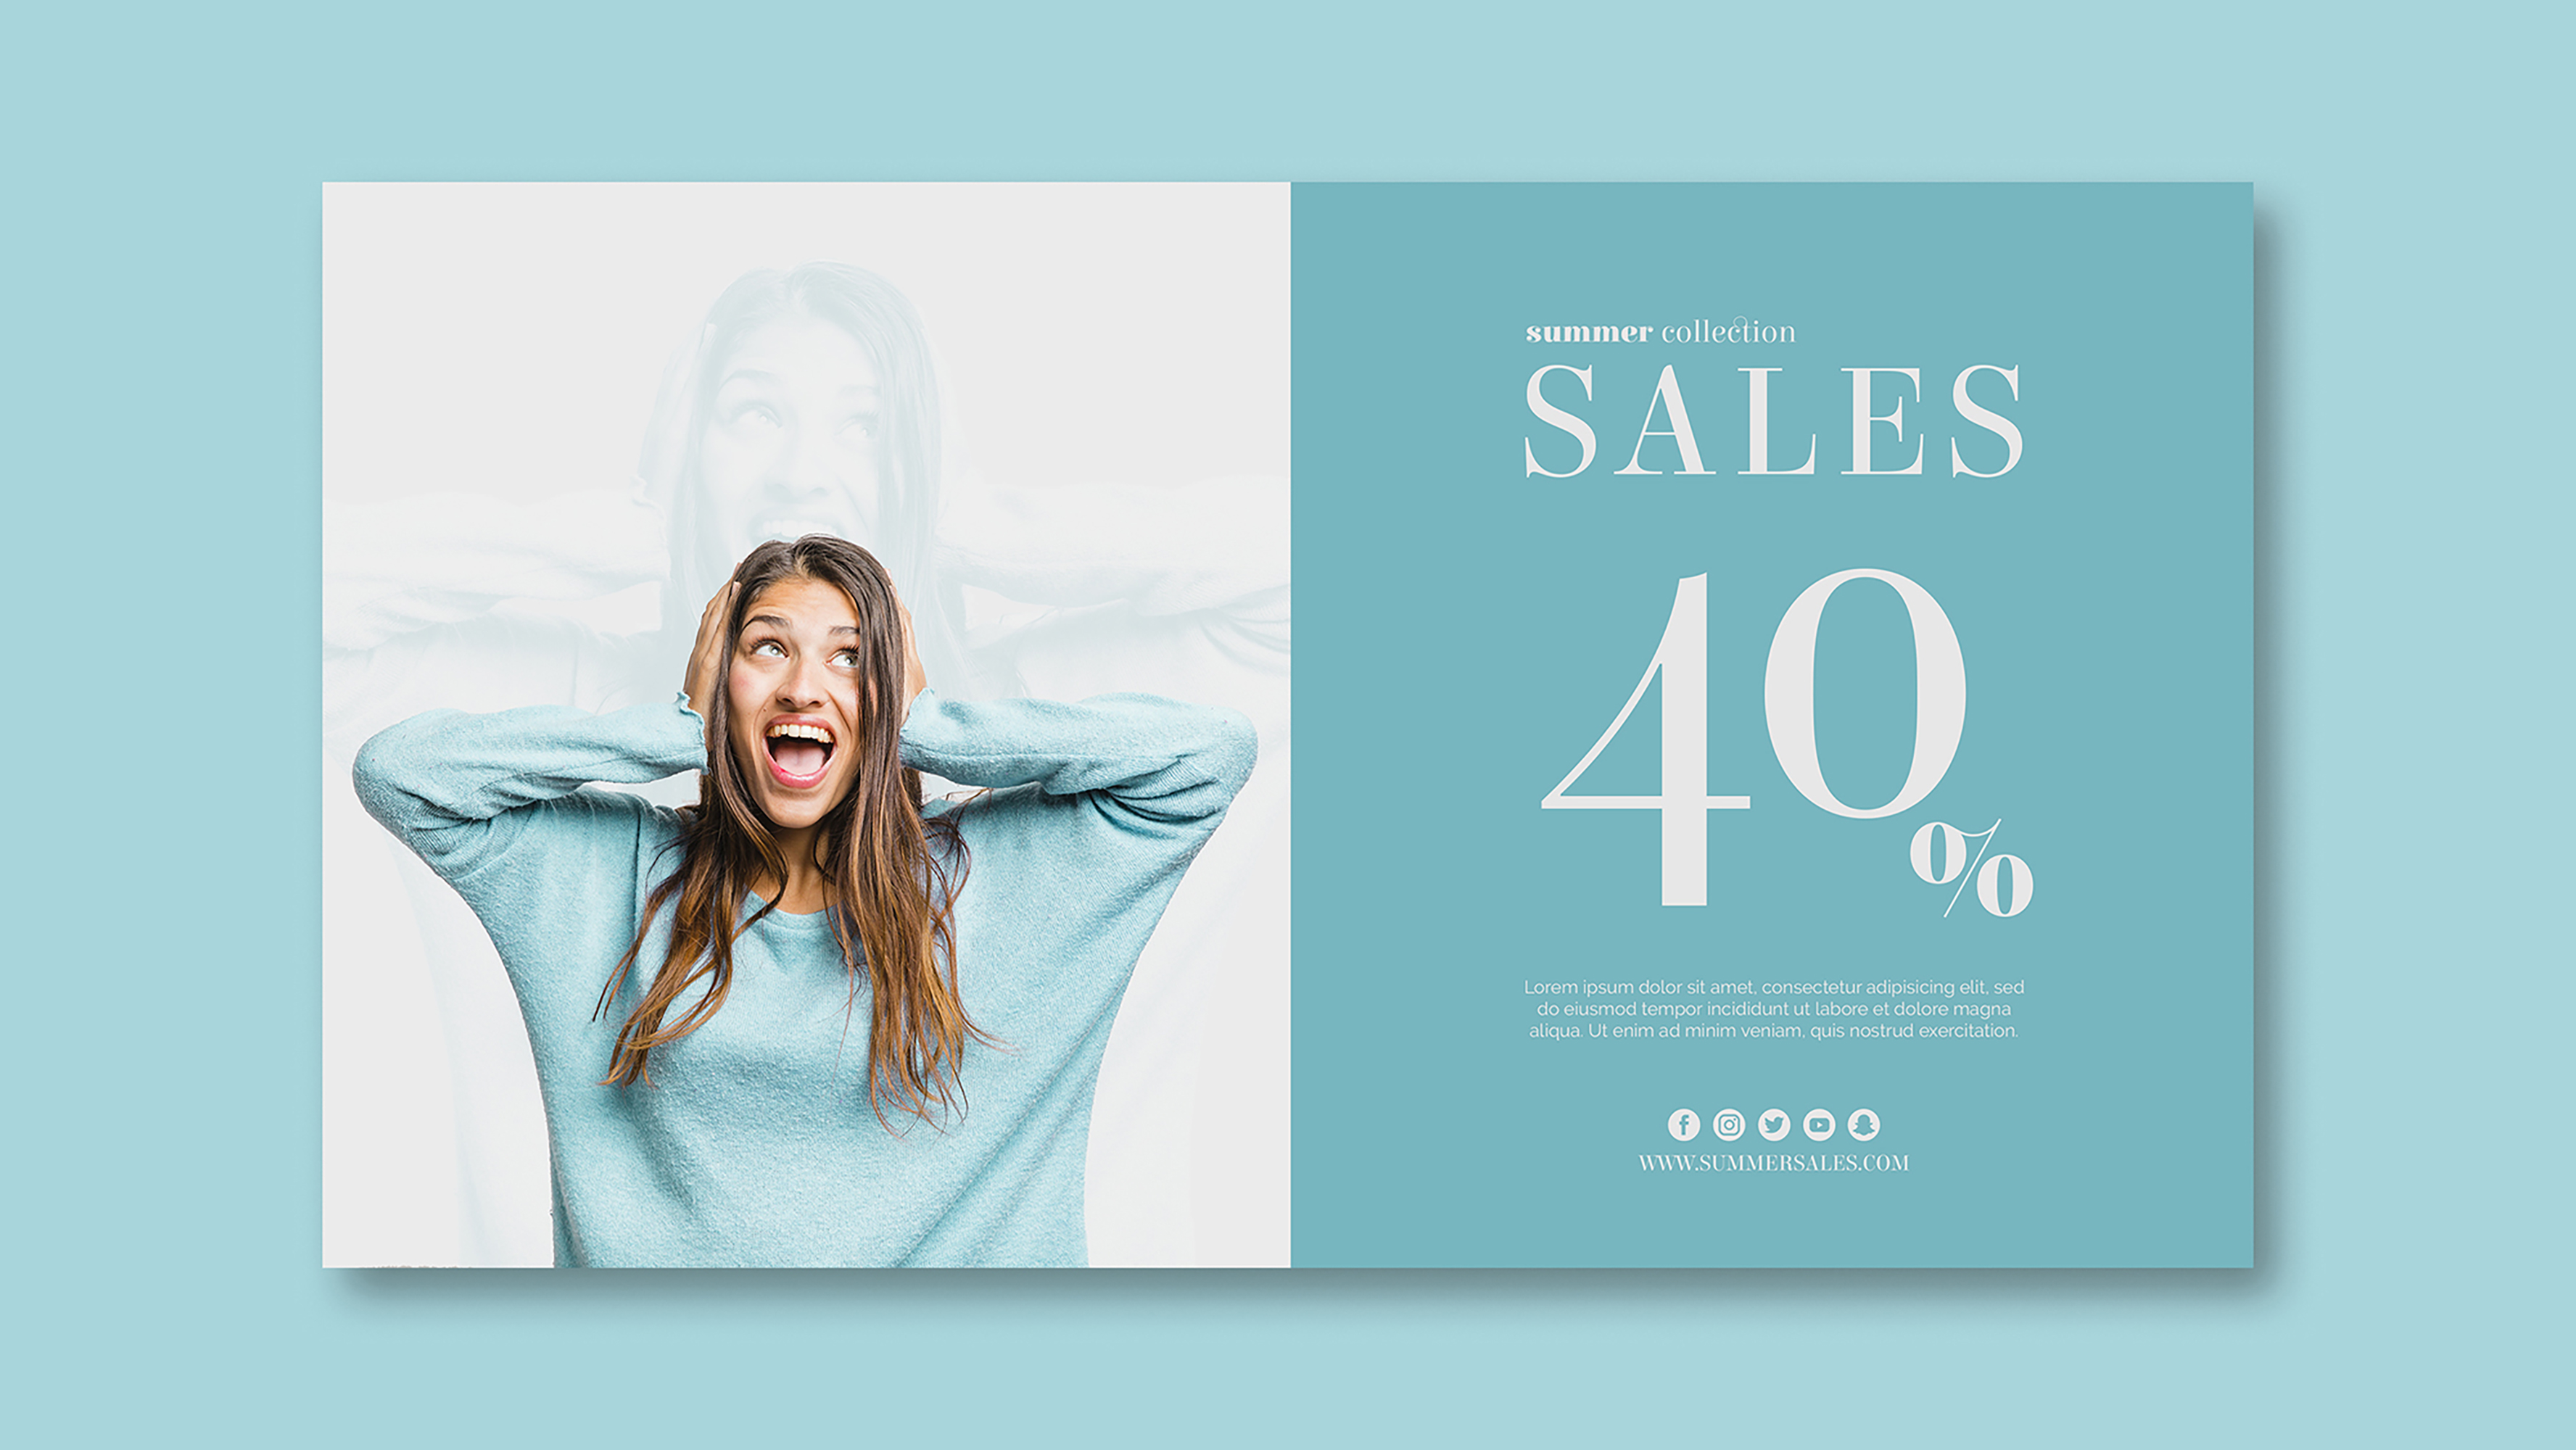 summer collection
SALES
40%
Lorem ipsum dolor sit amet, consectetur adipisicing elit, sed
do eiusmod tempor incididunt ut labore et dolore magna
aliqua. Ut enim ad minim veniam, quis nostrud exercitation.
WWW.SUMMERSALES.COM